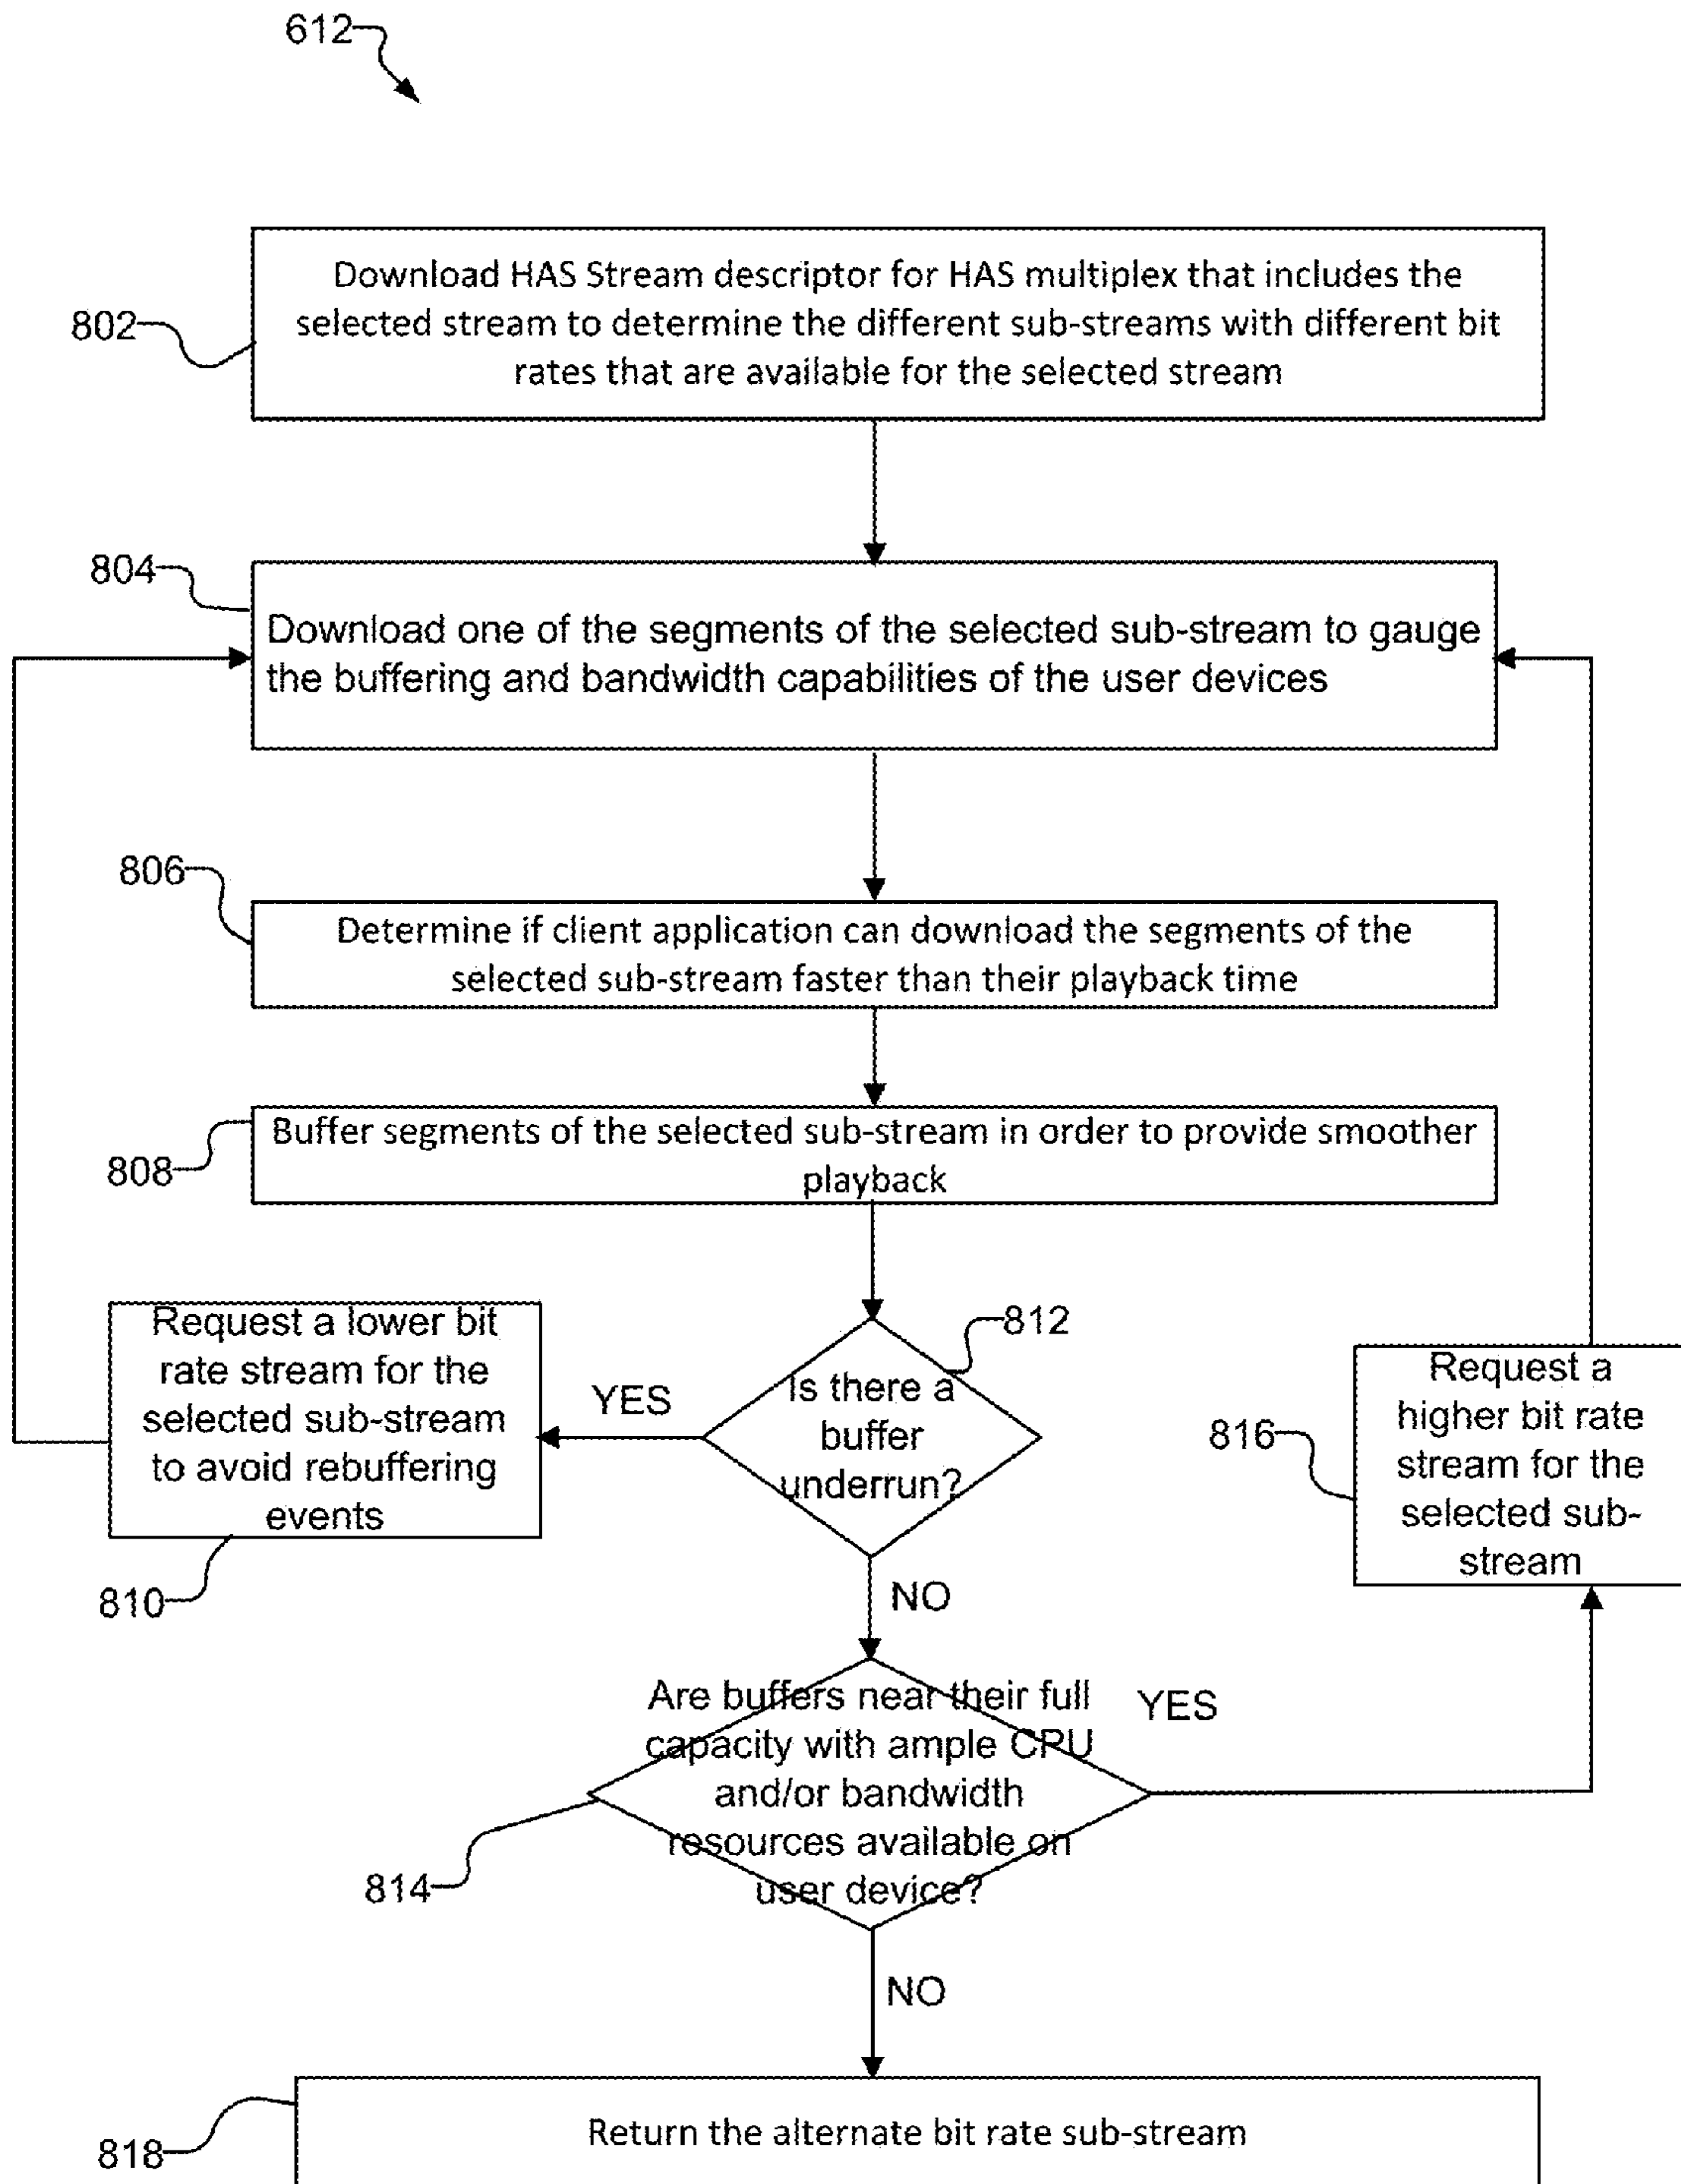 612
Download HAS Stream descriptor for HAS multiplex that includes the
selected stream to determine the different sub-streams with different bit
rates that are available for the selected stream
802
804
Download one of the segments of the selected sub-stream to gauge
the buffering and bandwidth capabilities of the user devices
806
Determine if client application can download the segments of the
selected sub-stream faster than their playback time
Buffer segments of the selected sub-stream in order to provide smoother
playback
808
812
Is there a
buffer
underrun?
YES
Request a lower bit
rate stream for the
selected sub-stream
to avoid rebuffering
events
810
NO
Are buffers near their full
capacity with ample CPU
and/or bandwidth
resources available on
user device?
814
YES
Request a
higher bit rate
stream for the
selected sub-
stream
816
NO
Return the alternate bit rate sub-stream
818